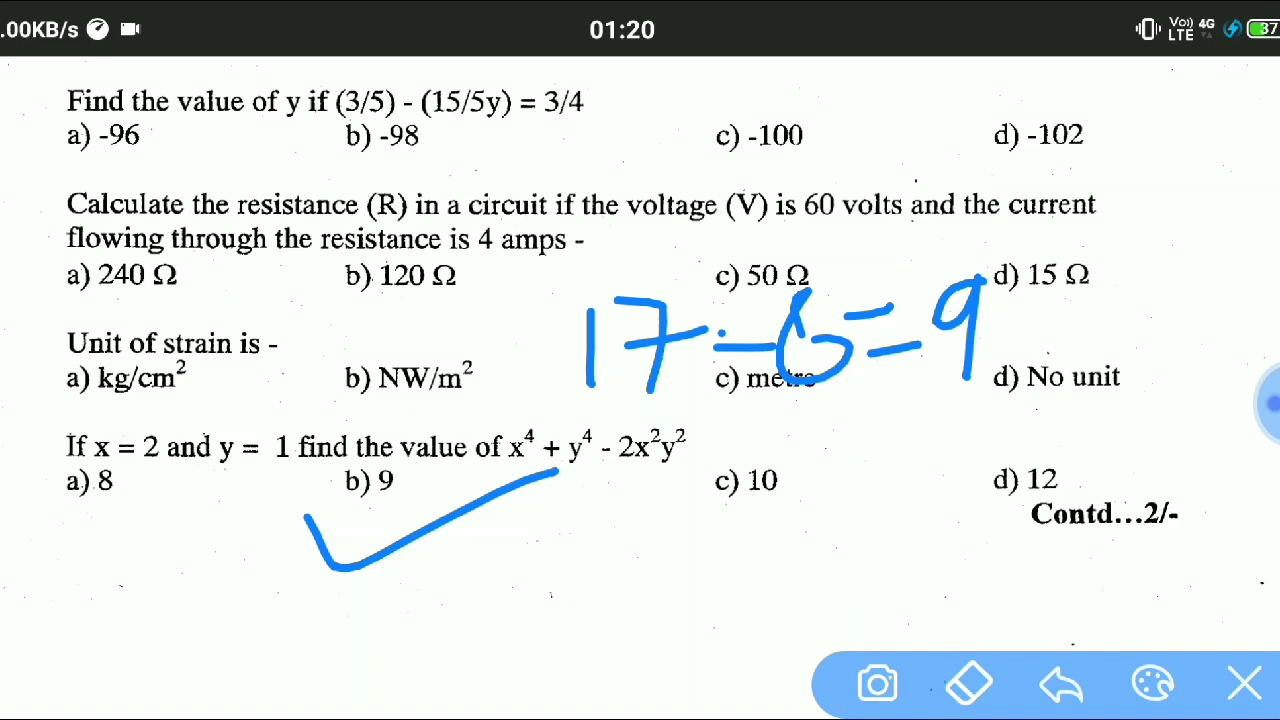 .00KB/s 01:20 Vo)) LTE 4G 37
Find the value of y if (3/5) - (15/5y) = 3/4
a) -96 b) -98 c) -100 d) -102
Calculate the resistance (R) in a circuit if the voltage (V) is 60 volts and the current
flowing through the resistance is 4 amps -
a) 240 Ω b) 120 Ω c) 50 Ω d) 15 Ω
17-8=9
Unit of strain is -
a) kg/cm² b) NW/m² c) metre d) No unit
If x = 2 and y = 1 find the value of x⁴ + y⁴ - 2x²y²
a) 8 b) 9 c) 10 d) 12
Contd...2/-